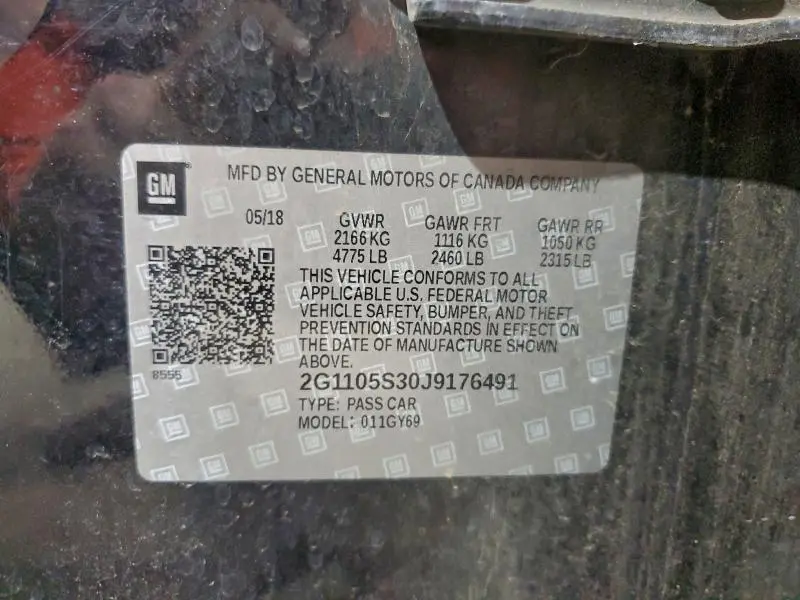 GM
MFD BY GENERAL MOTORS OF CANADA COMPANY
05/18 GVWR GAWR FRT GAWR RR
2166 KG 1116 KG 1050 KG
4775 LB 2460 LB 2315 LB
THIS VEHICLE CONFORMS TO ALL
APPLICABLE U.S. FEDERAL MOTOR
VEHICLE SAFETY, BUMPER, AND THEFT
PREVENTION STANDARDS IN EFFECT ON
THE DATE OF MANUFACTURE SHOWN
ABOVE.
8555
2G1105S30J9176491
TYPE: PASS CAR
MODEL: 011GY69